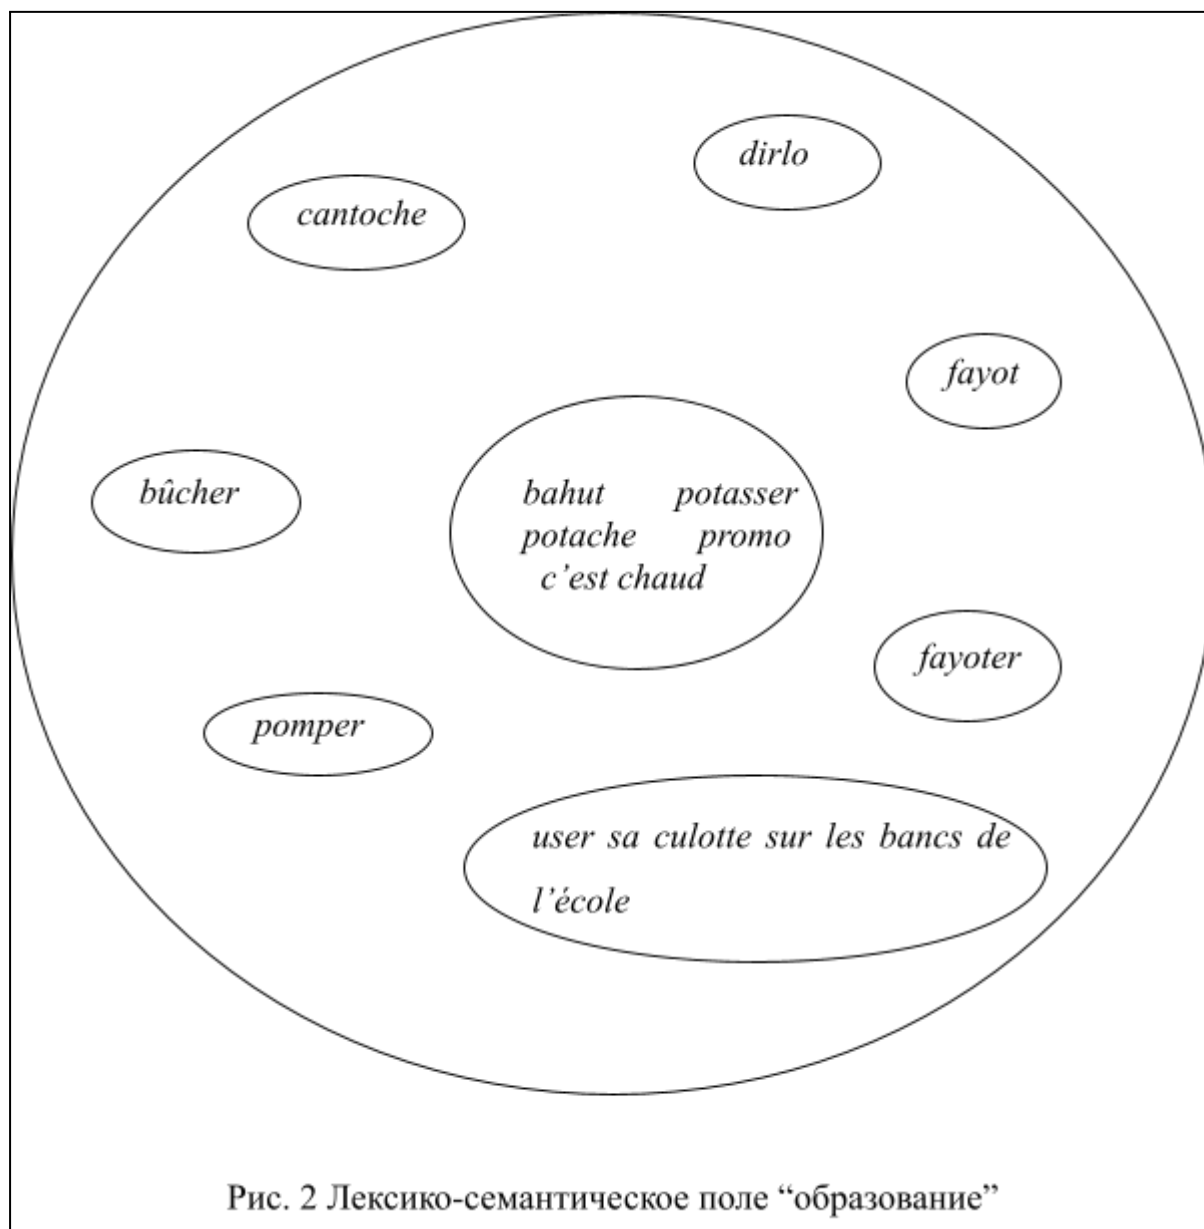 dirlo
cantoche
fayot
bûcher
bahut potasser
potache promo
c’est chaud
fayoter
pomper
user sa culotte sur les bancs de
l’école
Рис. 2 Лексико-семантическое поле “образование”